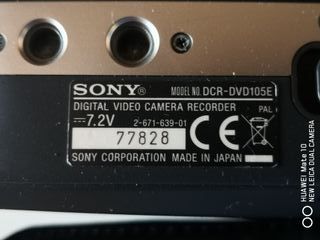 SONY® MODEL NO. DCR-DVD105E
DIGITAL VIDEO CAMERA RECORDER PAL
7.2V 2-671-639-01
77828 CE
SONY CORPORATION MADE IN JAPAN
HUAWEI Mate 10
NEW LEICA DUAL CAMERA